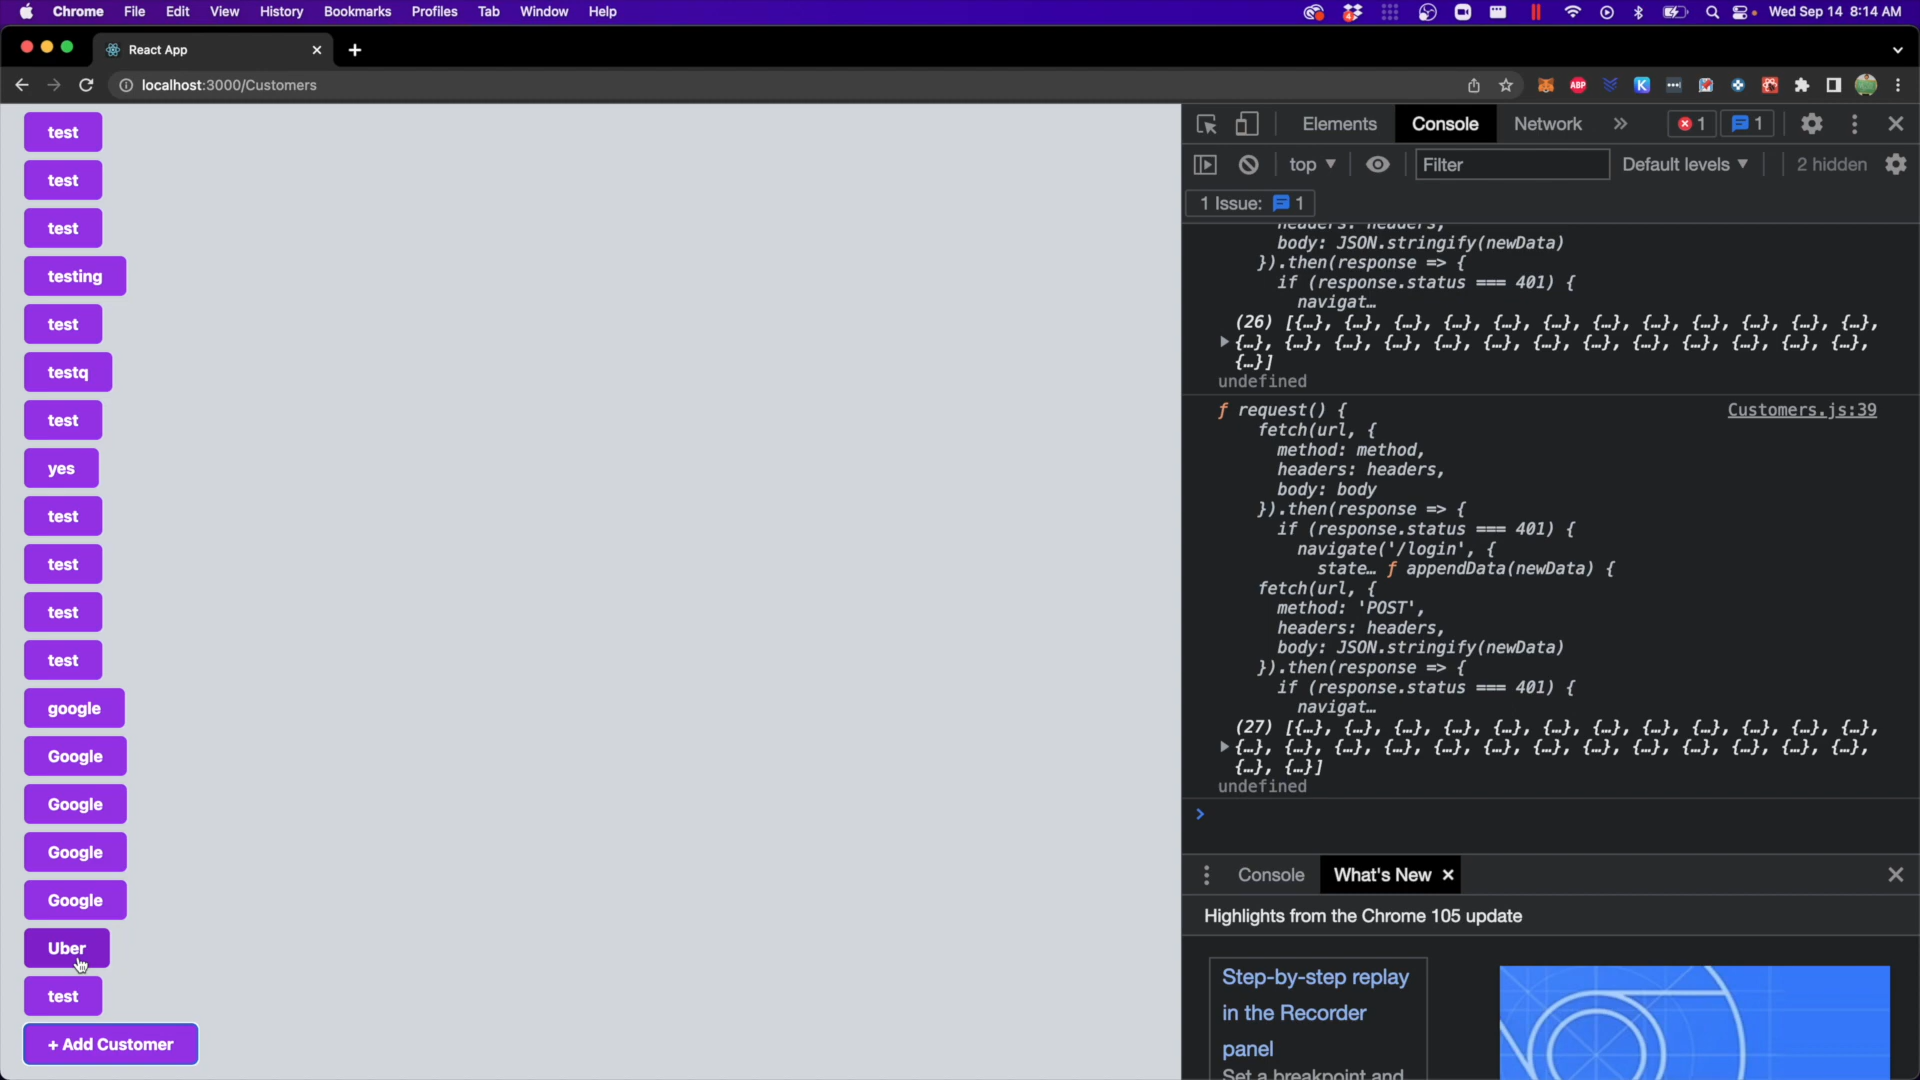 Chrome File Edit View History Bookmarks Profiles Tab Window Help Wed Sep 14 8:14 AM
React App
localhost:3000/Customers
test
test
test
testing
test
testq
test
yes
test
test
test
test
google
Google
Google
Google
Google
Uber
test
+ Add Customer
Elements Console Network 1 1
top Filter Default levels 2 hidden
1 Issue: 1
headers: headers,
body: JSON.stringify(newData)
}).then(response => {
if (response.status === 401) {
navigat…
(26) [{…}, {…}, {…}, {…}, {…}, {…}, {…}, {…}, {…}, {…}, {…}, {…},
{…}, {…}, {…}, {…}, {…}, {…}, {…}, {…}, {…}, {…}, {…}, {…}, {…},
{…}]
undefined
f request() { Customers.js:39
fetch(url, {
method: method,
headers: headers,
body: body
}).then(response => {
if (response.status === 401) {
navigate('/login', {
state… f appendData(newData) {
fetch(url, {
method: 'POST',
headers: headers,
body: JSON.stringify(newData)
}).then(response => {
if (response.status === 401) {
navigat…
(27) [{…}, {…}, {…}, {…}, {…}, {…}, {…}, {…}, {…}, {…}, {…}, {…},
{…}, {…}, {…}, {…}, {…}, {…}, {…}, {…}, {…}, {…}, {…}, {…}, {…},
{…}, {…}]
undefined
Console What's New
Highlights from the Chrome 105 update
Step-by-step replay
in the Recorder
panel
Set a breakpoint and